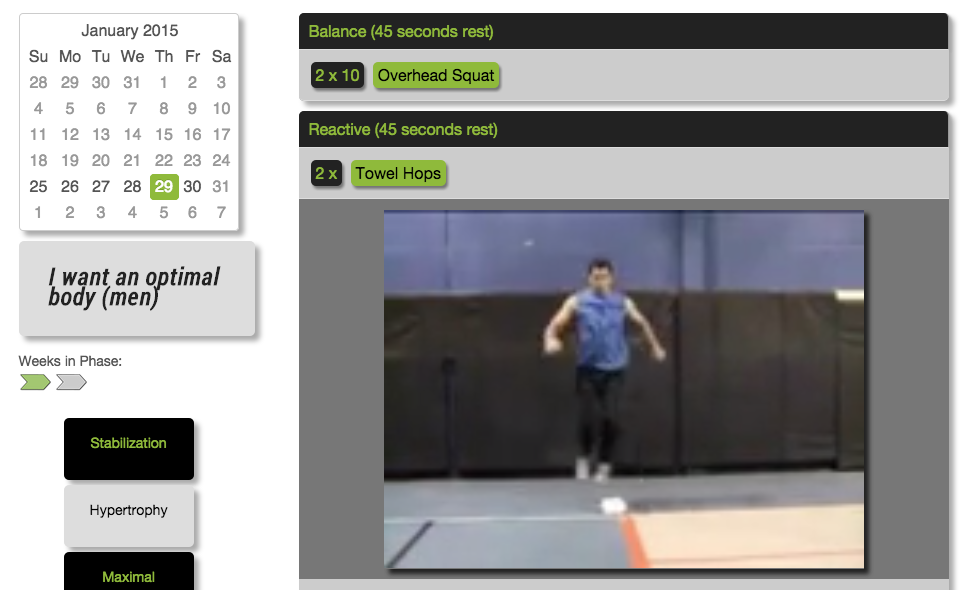 January 2015
Su Mo Tu We Th Fr Sa
28 29 30 31 1 2 3
4 5 6 7 8 9 10
11 12 13 14 15 16 17
18 19 20 21 22 23 24
25 26 27 28 29 30 31
1 2 3 4 5 6 7
I want an optimal
body (men)
Weeks in Phase:
Stabilization
Hypertrophy
Maximal
Balance (45 seconds rest)
2 x 10 Overhead Squat
Reactive (45 seconds rest)
2 x Towel Hops